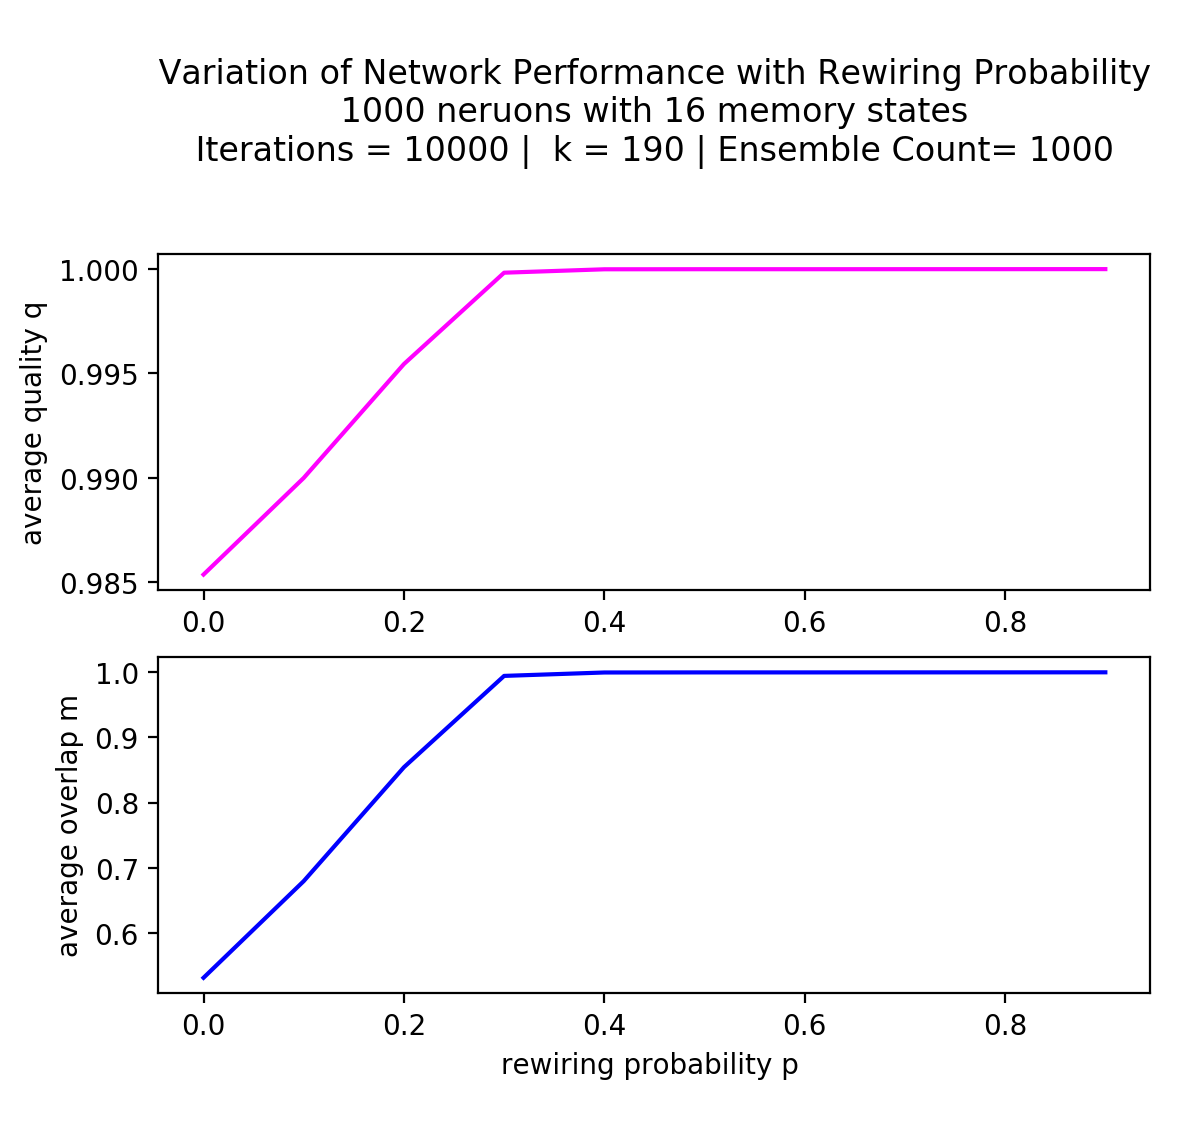 Variation of Network Performance with Rewiring Probability
1000 neruons with 16 memory states
Iterations = 10000 |  k = 190 | Ensemble Count= 1000
average quality q
1.000
0.995
0.990
0.985
0.0 0.2 0.4 0.6 0.8
average overlap m
1.0
0.9
0.8
0.7
0.6
0.0 0.2 0.4 0.6 0.8
rewiring probability p